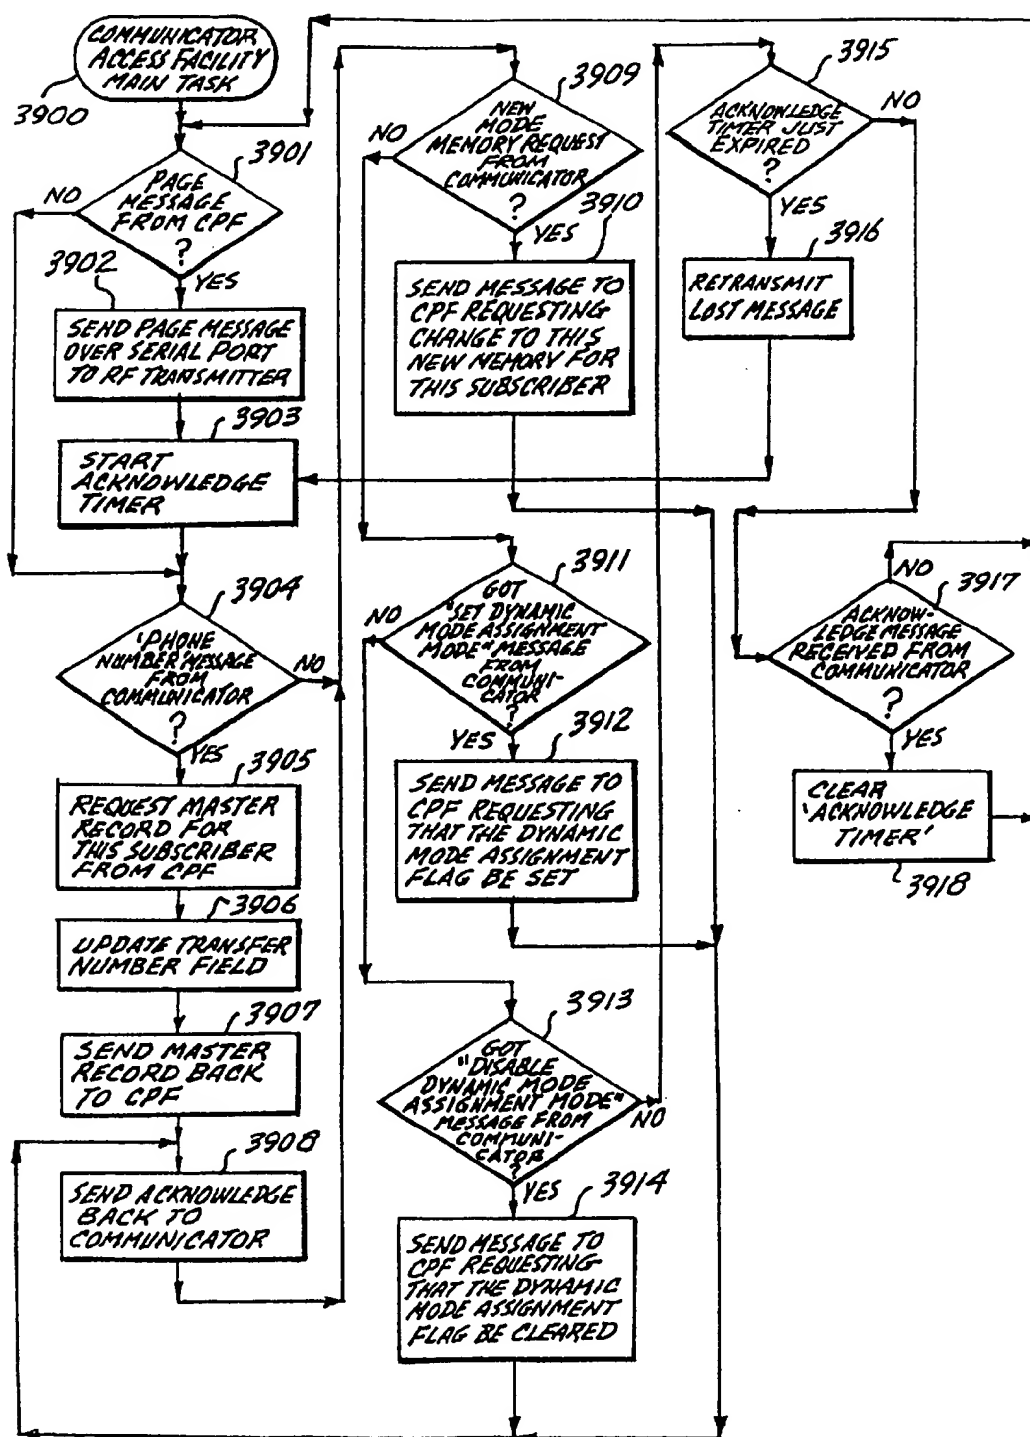 COMMUNICATOR
ACCESS FACILITY
MAIN TASK
3900
3901
PAGE
MESSAGE
FROM CPF
?
NO
YES
3902
SEND PAGE MESSAGE
OVER SERIAL PORT
TO RF TRANSMITTER
3903
START
ACKNOWLEDGE
TIMER
3904
'PHONE
NUMBER' MESSAGE
FROM
COMMUNICATOR
?
NO
YES
3905
REQUEST MASTER
RECORD FOR
THIS SUBSCRIBER
FROM CPF
3906
UPDATE TRANSFER
NUMBER FIELD
3907
SEND MASTER
RECORD BACK
TO CPF
3908
SEND ACKNOWLEDGE
BACK TO
COMMUNICATOR
3909
NEW
MODE
MEMORY REQUEST
FROM
COMMUNICATOR
?
NO
YES
3910
SEND MESSAGE TO
CPF REQUESTING
CHANGE TO THIS
NEW MEMORY FOR
THIS SUBSCRIBER
3911
GOT
"SET DYNAMIC
MODE ASSIGNMENT
MODE" MESSAGE
FROM
COMMUNI-
CATOR
?
NO
YES
3912
SEND MESSAGE TO
CPF REQUESTING
THAT THE DYNAMIC
MODE ASSIGNMENT
FLAG BE SET
3913
GOT
"DISABLE
DYNAMIC MODE
ASSIGNMENT MODE"
MESSAGE FROM
COMMUNI-
CATOR
?
NO
YES
3914
SEND MESSAGE TO
CPF REQUESTING
THAT THE DYNAMIC
MODE ASSIGNMENT
FLAG BE CLEARED
3915
ACKNOWLEDGE
TIMER JUST
EXPIRED
?
NO
YES
3916
RETRANSMIT
LOST MESSAGE
3917
ACKNOW-
LEDGE MESSAGE
RECEIVED FROM
COMMUNICATOR
?
NO
YES
CLEAR
'ACKNOWLEDGE
TIMER'
3918